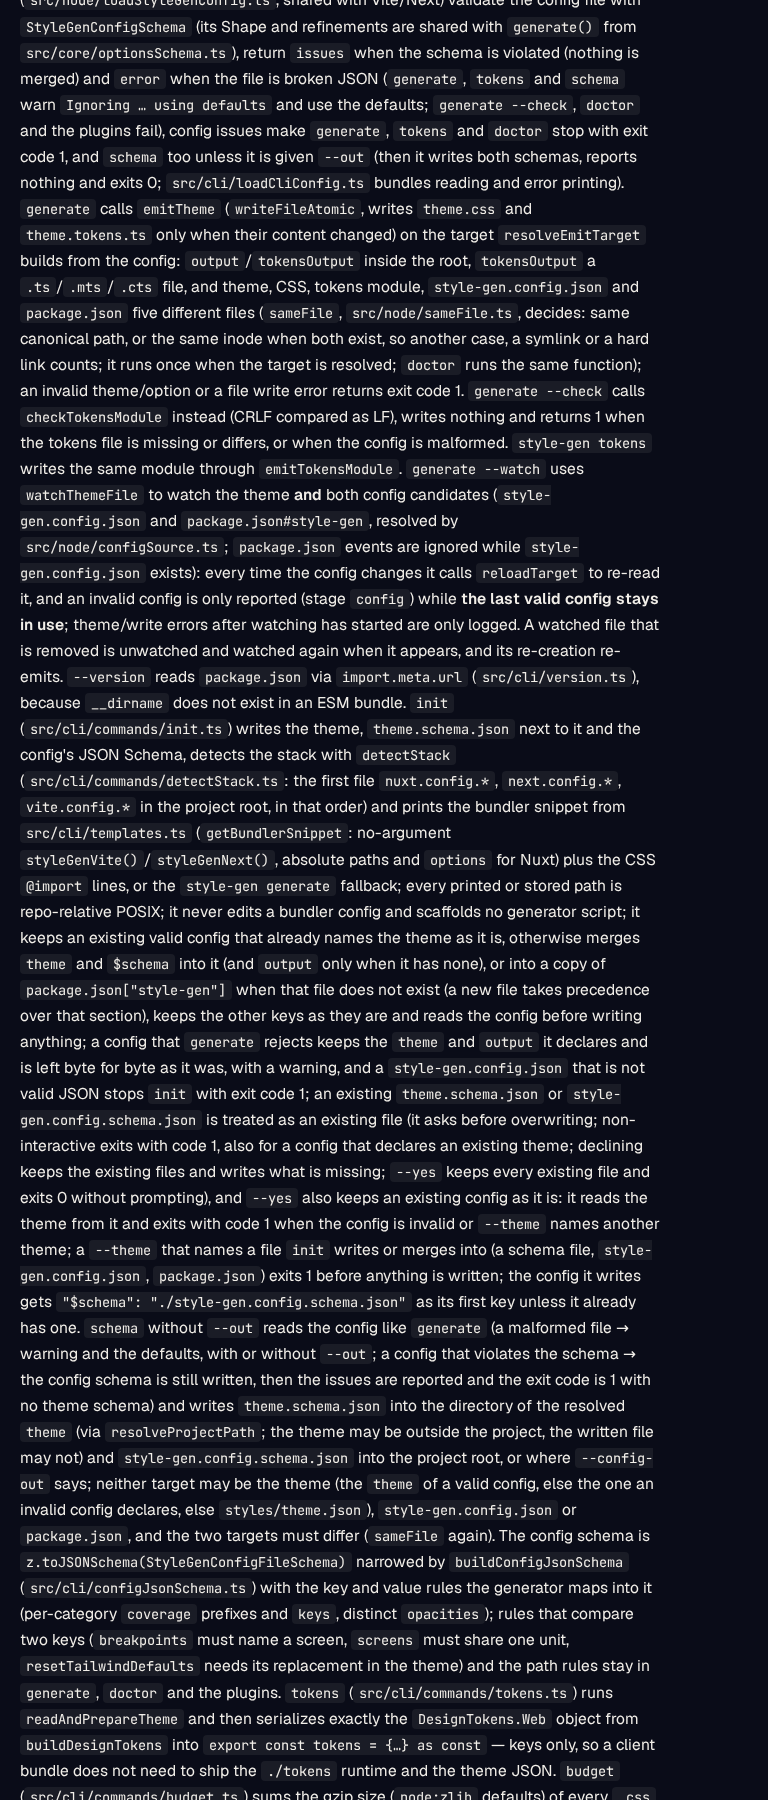 ( src/node/loadStyleGenConfig.ts , shared with Vite/Next) validate the config file with
StyleGenConfigSchema (its Shape and refinements are shared with generate() from
src/core/optionsSchema.ts ), return issues when the schema is violated (nothing is
merged) and error when the file is broken JSON ( generate , tokens and schema
warn Ignoring … using defaults and use the defaults; generate --check , doctor
and the plugins fail), config issues make generate , tokens and doctor stop with exit
code 1, and schema too unless it is given --out (then it writes both schemas, reports
nothing and exits 0; src/cli/loadCliConfig.ts bundles reading and error printing).
generate calls emitTheme ( writeFileAtomic , writes theme.css and
theme.tokens.ts only when their content changed) on the target resolveEmitTarget
builds from the config: output / tokensOutput inside the root, tokensOutput a
.ts / .mts / .cts file, and theme, CSS, tokens module, style-gen.config.json and
package.json five different files ( sameFile , src/node/sameFile.ts , decides: same
canonical path, or the same inode when both exist, so another case, a symlink or a hard
link counts; it runs once when the target is resolved; doctor runs the same function);
an invalid theme/option or a file write error returns exit code 1. generate --check calls
checkTokensModule instead (CRLF compared as LF), writes nothing and returns 1 when
the tokens file is missing or differs, or when the config is malformed. style-gen tokens
writes the same module through emitTokensModule . generate --watch uses
watchThemeFile to watch the theme and both config candidates ( style-
gen.config.json and package.json#style-gen , resolved by
src/node/configSource.ts ; package.json events are ignored while style-
gen.config.json exists): every time the config changes it calls reloadTarget to re-read
it, and an invalid config is only reported (stage config ) while the last valid config stays
in use; theme/write errors after watching has started are only logged. A watched file that
is removed is unwatched and watched again when it appears, and its re-creation re-
emits. --version reads package.json via import.meta.url ( src/cli/version.ts ),
because __dirname does not exist in an ESM bundle. init
( src/cli/commands/init.ts ) writes the theme, theme.schema.json next to it and the
config's JSON Schema, detects the stack with detectStack
( src/cli/commands/detectStack.ts : the first file nuxt.config.* , next.config.* ,
vite.config.* in the project root, in that order) and prints the bundler snippet from
src/cli/templates.ts ( getBundlerSnippet : no-argument
styleGenVite() / styleGenNext() , absolute paths and options for Nuxt) plus the CSS
@import lines, or the style-gen generate fallback; every printed or stored path is
repo-relative POSIX; it never edits a bundler config and scaffolds no generator script; it
keeps an existing valid config that already names the theme as it is, otherwise merges
theme and $schema into it (and output only when it has none), or into a copy of
package.json["style-gen"] when that file does not exist (a new file takes precedence
over that section), keeps the other keys as they are and reads the config before writing
anything; a config that generate rejects keeps the theme and output it declares and
is left byte for byte as it was, with a warning, and a style-gen.config.json that is not
valid JSON stops init with exit code 1; an existing theme.schema.json or style-
gen.config.schema.json is treated as an existing file (it asks before overwriting; non-
interactive exits with code 1, also for a config that declares an existing theme; declining
keeps the existing files and writes what is missing; --yes keeps every existing file and
exits 0 without prompting), and --yes also keeps an existing config as it is: it reads the
theme from it and exits with code 1 when the config is invalid or --theme names another
theme; a --theme that names a file init writes or merges into (a schema file, style-
gen.config.json , package.json ) exits 1 before anything is written; the config it writes
gets "$schema": "./style-gen.config.schema.json" as its first key unless it already
has one. schema without --out reads the config like generate (a malformed file →
warning and the defaults, with or without --out ; a config that violates the schema →
the config schema is still written, then the issues are reported and the exit code is 1 with
no theme schema) and writes theme.schema.json into the directory of the resolved
theme (via resolveProjectPath ; the theme may be outside the project, the written file
may not) and style-gen.config.schema.json into the project root, or where --config-
out says; neither target may be the theme (the theme of a valid config, else the one an
invalid config declares, else styles/theme.json ), style-gen.config.json or
package.json , and the two targets must differ ( sameFile again). The config schema is
z.toJSONSchema(StyleGenConfigFileSchema) narrowed by buildConfigJsonSchema
( src/cli/configJsonSchema.ts ) with the key and value rules the generator maps into it
(per-category coverage prefixes and keys , distinct opacities ); rules that compare
two keys ( breakpoints must name a screen, screens must share one unit,
resetTailwindDefaults needs its replacement in the theme) and the path rules stay in
generate , doctor and the plugins. tokens ( src/cli/commands/tokens.ts ) runs
readAndPrepareTheme and then serializes exactly the DesignTokens.Web object from
buildDesignTokens into export const tokens = {…} as const — keys only, so a client
bundle does not need to ship the ./tokens runtime and the theme JSON. budget
( src/cli/commands/budget.ts ) sums the gzip size ( node:zlib defaults) of every .css